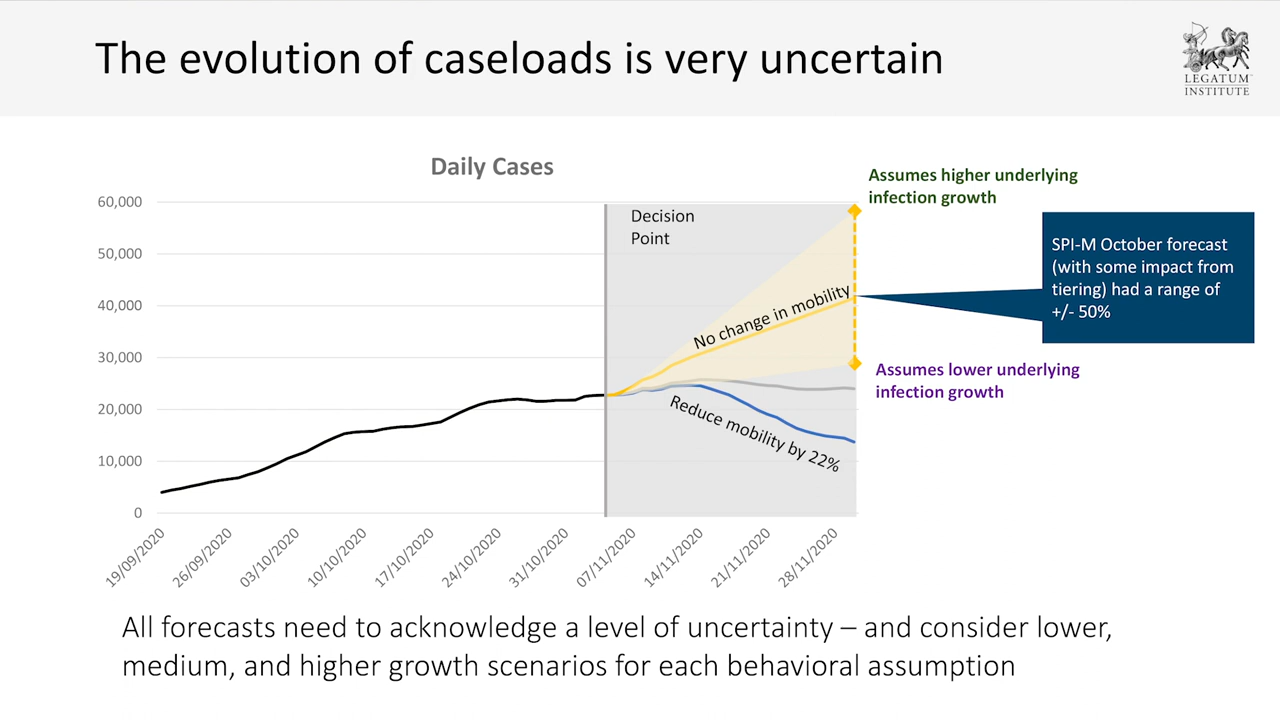 The evolution of caseloads is very uncertain
LEGATUM
INSTITUTE
Daily Cases
60,000
50,000
40,000
30,000
20,000
10,000
0
Decision
Point
No change in mobility
Reduce mobility by 22%
Assumes higher underlying
infection growth
SPI-M October forecast
(with some impact from
tiering) had a range of
+/- 50%
Assumes lower underlying
infection growth
19/09/2020
26/09/2020
03/10/2020
10/10/2020
17/10/2020
24/10/2020
31/10/2020
07/11/2020
14/11/2020
21/11/2020
28/11/2020
All forecasts need to acknowledge a level of uncertainty – and consider lower,
medium, and higher growth scenarios for each behavioral assumption